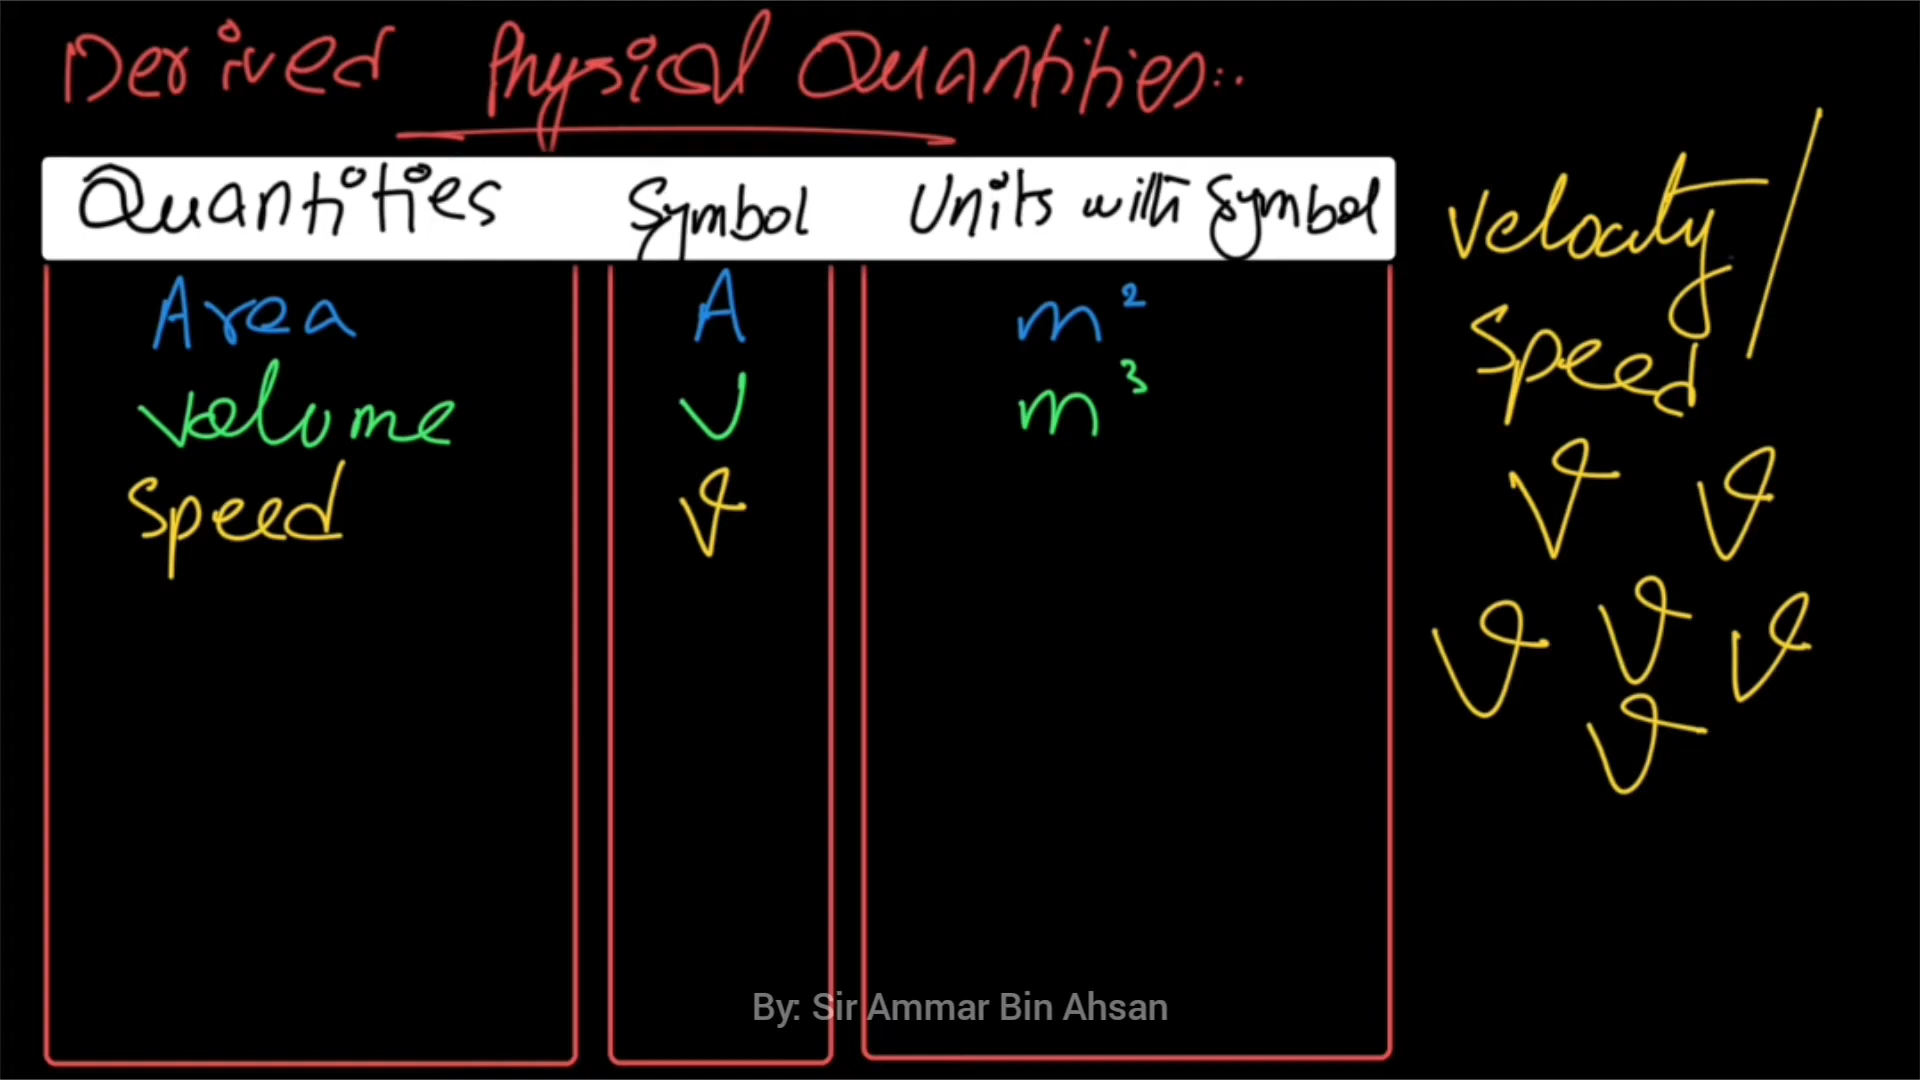 Derived Physical Quantities:.
Quantities Symbol Units with Symbol
Area A m²
Volume V m³
Speed ϑ
Velocity /
Speed
ϑ ϑ
ϑ ϑ ϑ
ϑ
By: Sir Ammar Bin Ahsan